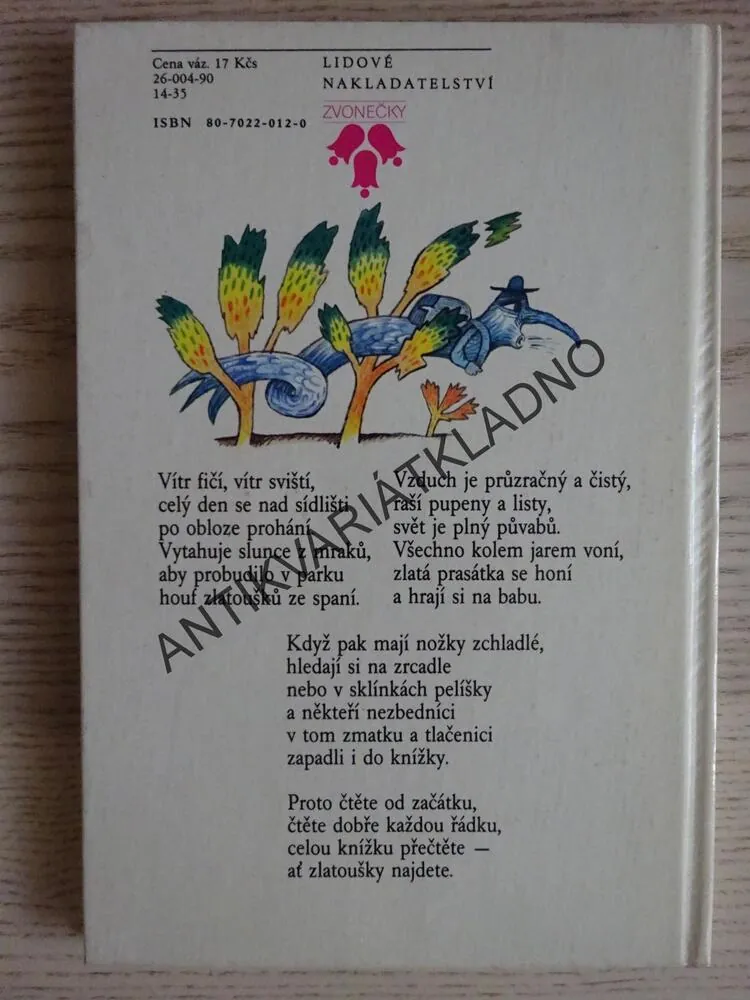 Cena váz. 17 Kčs
26-004-90
14-35
ISBN 80-7022-012-0
LIDOVÉ
NAKLADATELSTVÍ
ZVONEČKY
Vítr fičí, vítr sviští,
celý den se nad sídlišti
po obloze prohání.
Vytahuje slunce z mraků,
aby probudilo v parku
houf zlatoušků ze spaní.
Vzduch je průzračný a čistý,
raší pupeny a listy,
svět je plný půvabů.
Všechno kolem jarem voní,
zlatá prasátka se honí
a hrají si na babu.
Když pak mají nožky zchladlé,
hledají si na zrcadle
nebo v sklínkách pelíšky
a někteří nezbedníci
v tom zmatku a tlačenici
zapadli i do knížky.
Proto čtěte od začátku,
čtěte dobře každou řádku,
celou knížku přečtěte —
ať zlatoušky najdete.
ANTIKVARIÁTKLADNO